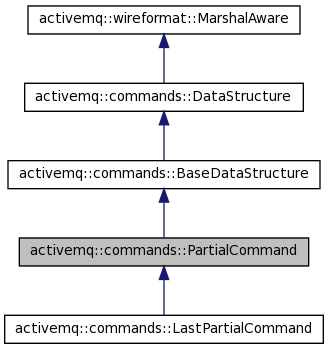 activemq::wireformat::MarshalAware
activemq::commands::DataStructure
activemq::commands::BaseDataStructure
activemq::commands::PartialCommand
activemq::commands::LastPartialCommand